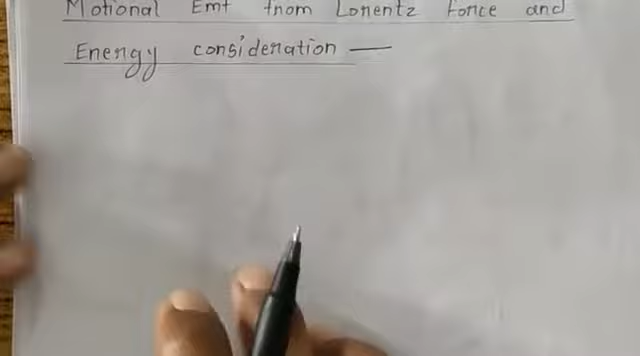 Motional Emf from Lorentz Force and
Energy consideration —